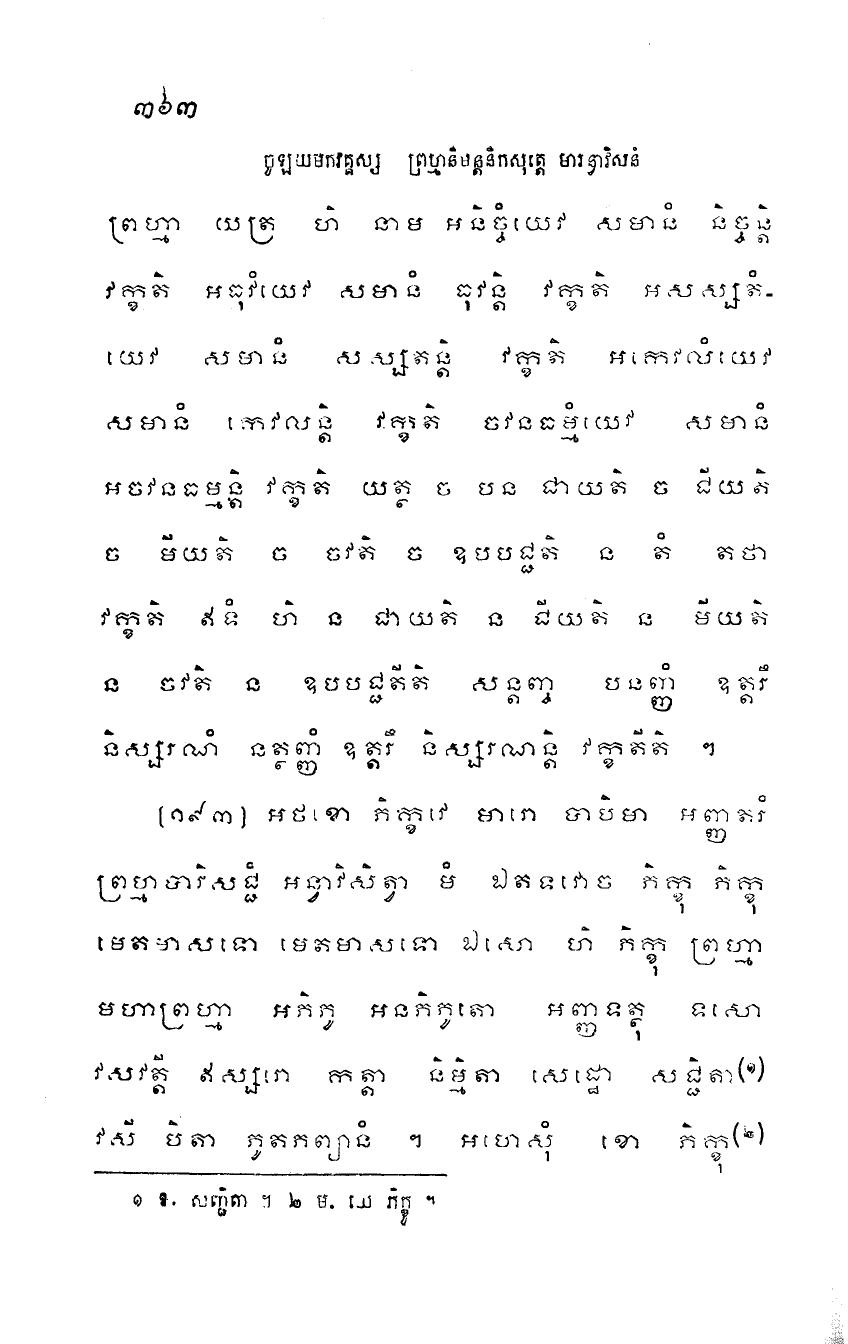 ៣៦៣
ចូឡយមកវគ្គស្ស ព្រហ្មនិមន្តនិកសុត្តេ មារន្វាវិសនំ
ព្រហ្មា យត្រ ហិ នាម អនិច្ចំយេវ សមានំ និច្ចន្តិ
វក្ខតិ អធុវំយេវ សមានំ ធុវន្តិ វក្ខតិ អសស្សតំ-
យេវ សមានំ សស្សតន្តិ វក្ខតិ អកេវលំយេវ
សមានំ កេវលន្តិ វក្ខតិ ចវនធម្មំយេវ សមានំ
អចវនធម្មន្តិ វក្ខតិ យត្ថ ច បន ជាយតិ ច ជីយតិ
ច មីយតិ ច ចវតិ ច ឧបបជ្ជតិ ន តំ តថា
វក្ខតិ ឥទំ ហិ ន ជាយតិ ន ជីយតិ ន មីយតិ
ន ចវតិ ន ឧបបជ្ជតីតិ សន្តញ្ច បនញ្ញំ ឧត្តរឹ
និស្សរណំ នត្ថញ្ញំ ឧត្តរឹ និស្សរណន្តិ វក្ខតីតិ ។
(១៩៣) អថខោ ភិក្ខវេ មារោ បាបិមា អញ្ញតរំ
ព្រហ្មបារិសជ្ជំ អន្វាវិសិត្វា មំ ឯតទវោច ភិក្ខុ ភិក្ខុ
មេតមាសទោ មេតមាសទោ ឯសោ ហិ ភិក្ខុ ព្រហ្មា
មហាព្រហ្មា អភិភូ អនភិភូតោ អញ្ញទត្ថុ ទសោ
វសវត្តី ឥស្សរោ កត្តា និម្មិតា សេដ្ឋោ សជ្ជិតា(១)
វសី បិតា ភូតភព្យានំ ។ អហេសុំ ខោ ភិក្ខុ(២)
១ ឱ. សញ្ជិតា ។ ២ ម. យេ ភិក្ខូ ។